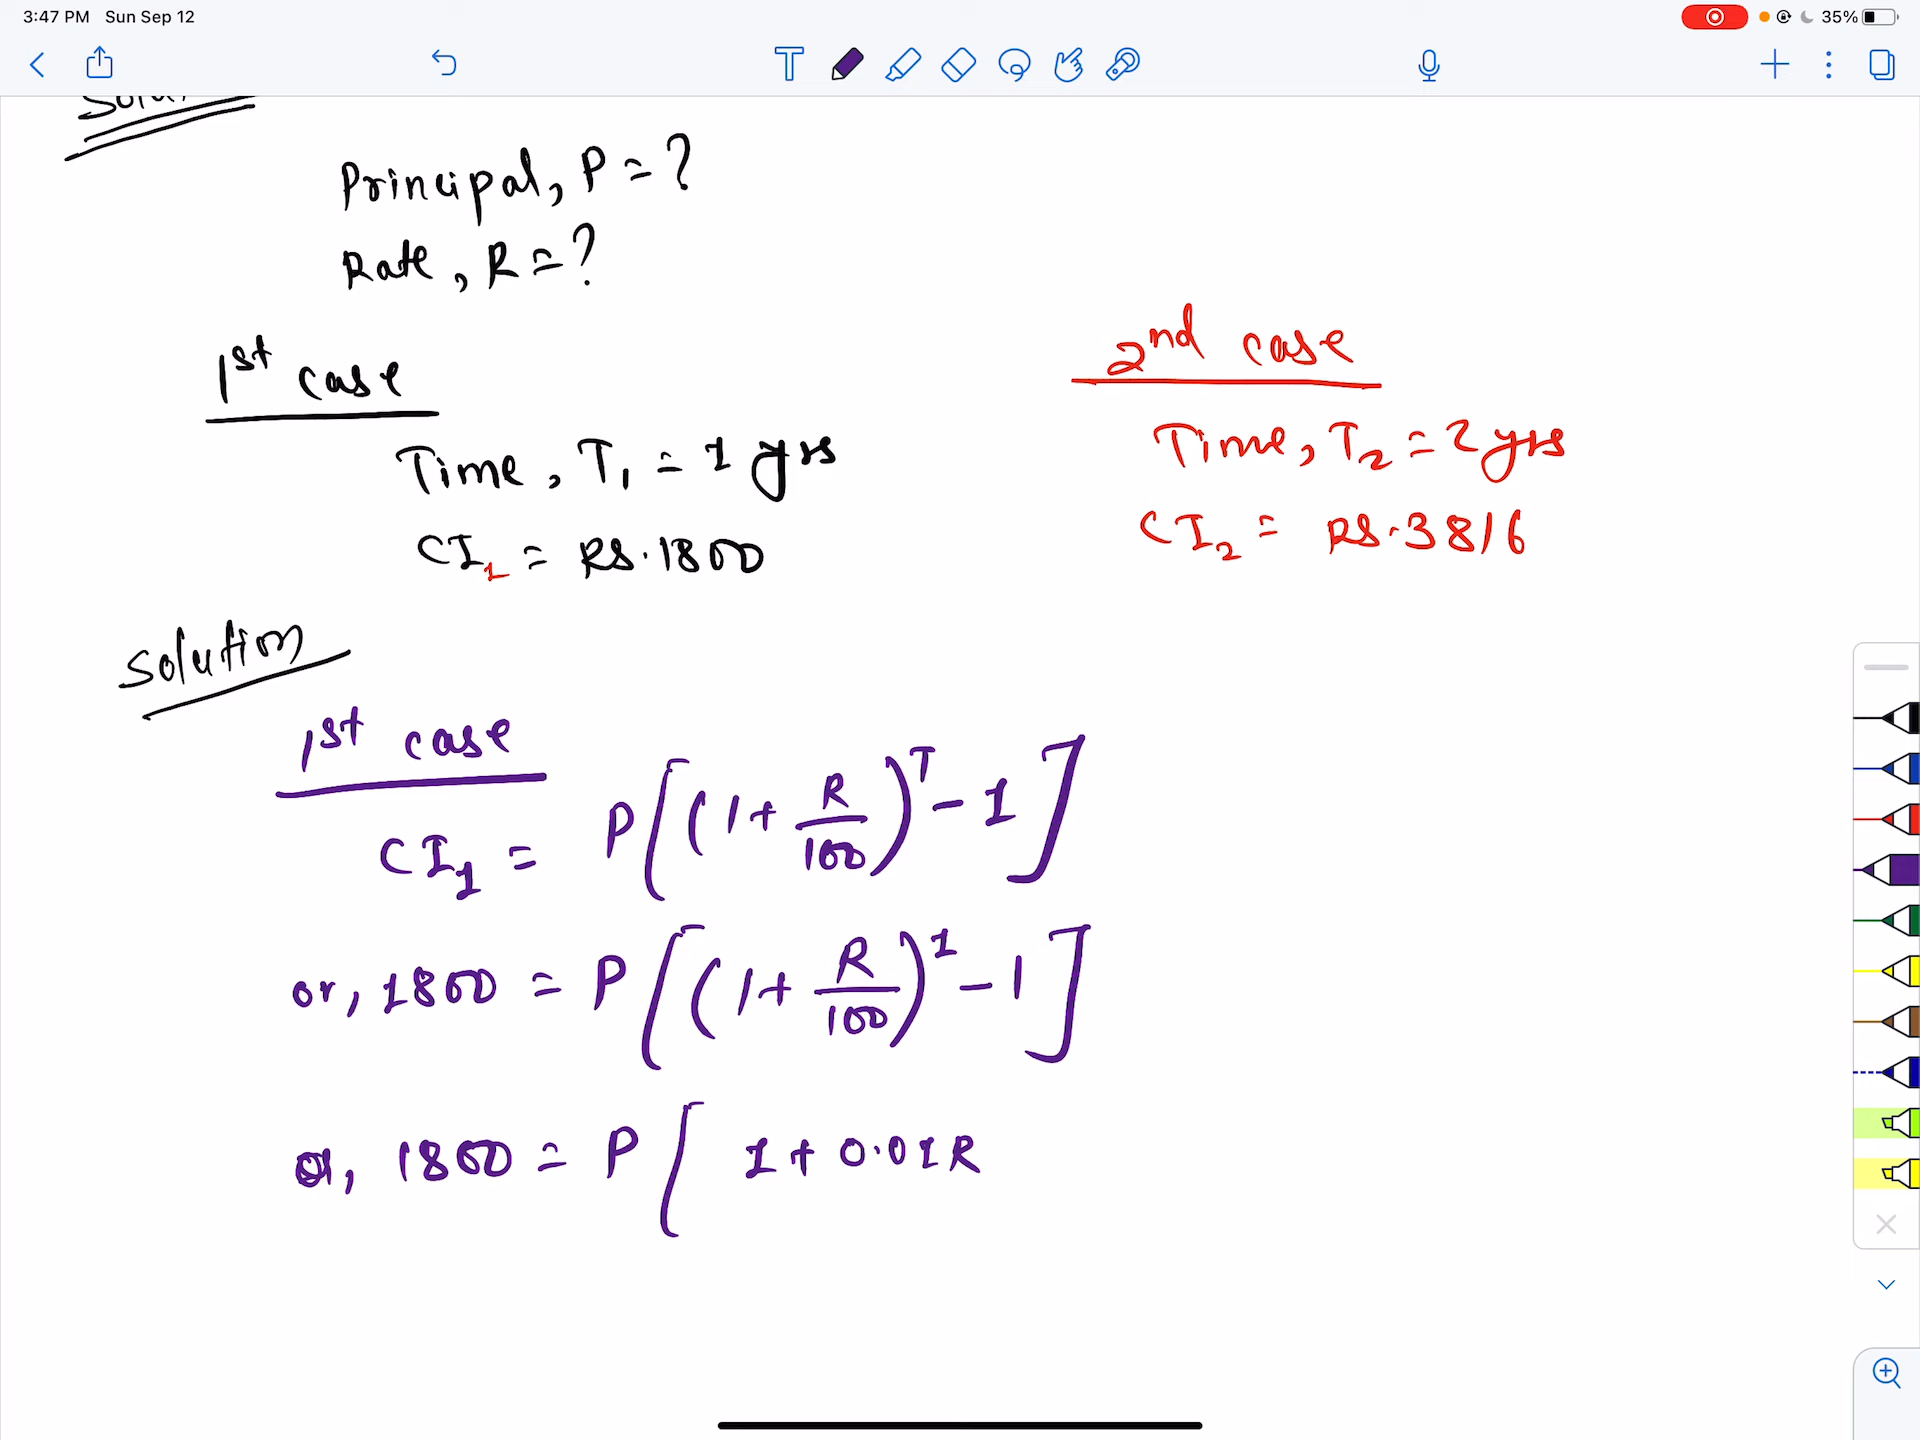 3:47 PM Sun Sep 12
35%
Principal, P = ?
Rate, R = ?
1st case
2nd case
Time, T1 = 1 yrs
Time, T2 = 2 yrs
CI1 = RS. 1800
CI2 = RS. 3816
Solution
1st case
CI1 = P[(1 + R/100)^T - 1]
or, 1800 = P[(1 + R/100)^1 - 1]
or, 1800 = P[ 1 + 0.01R